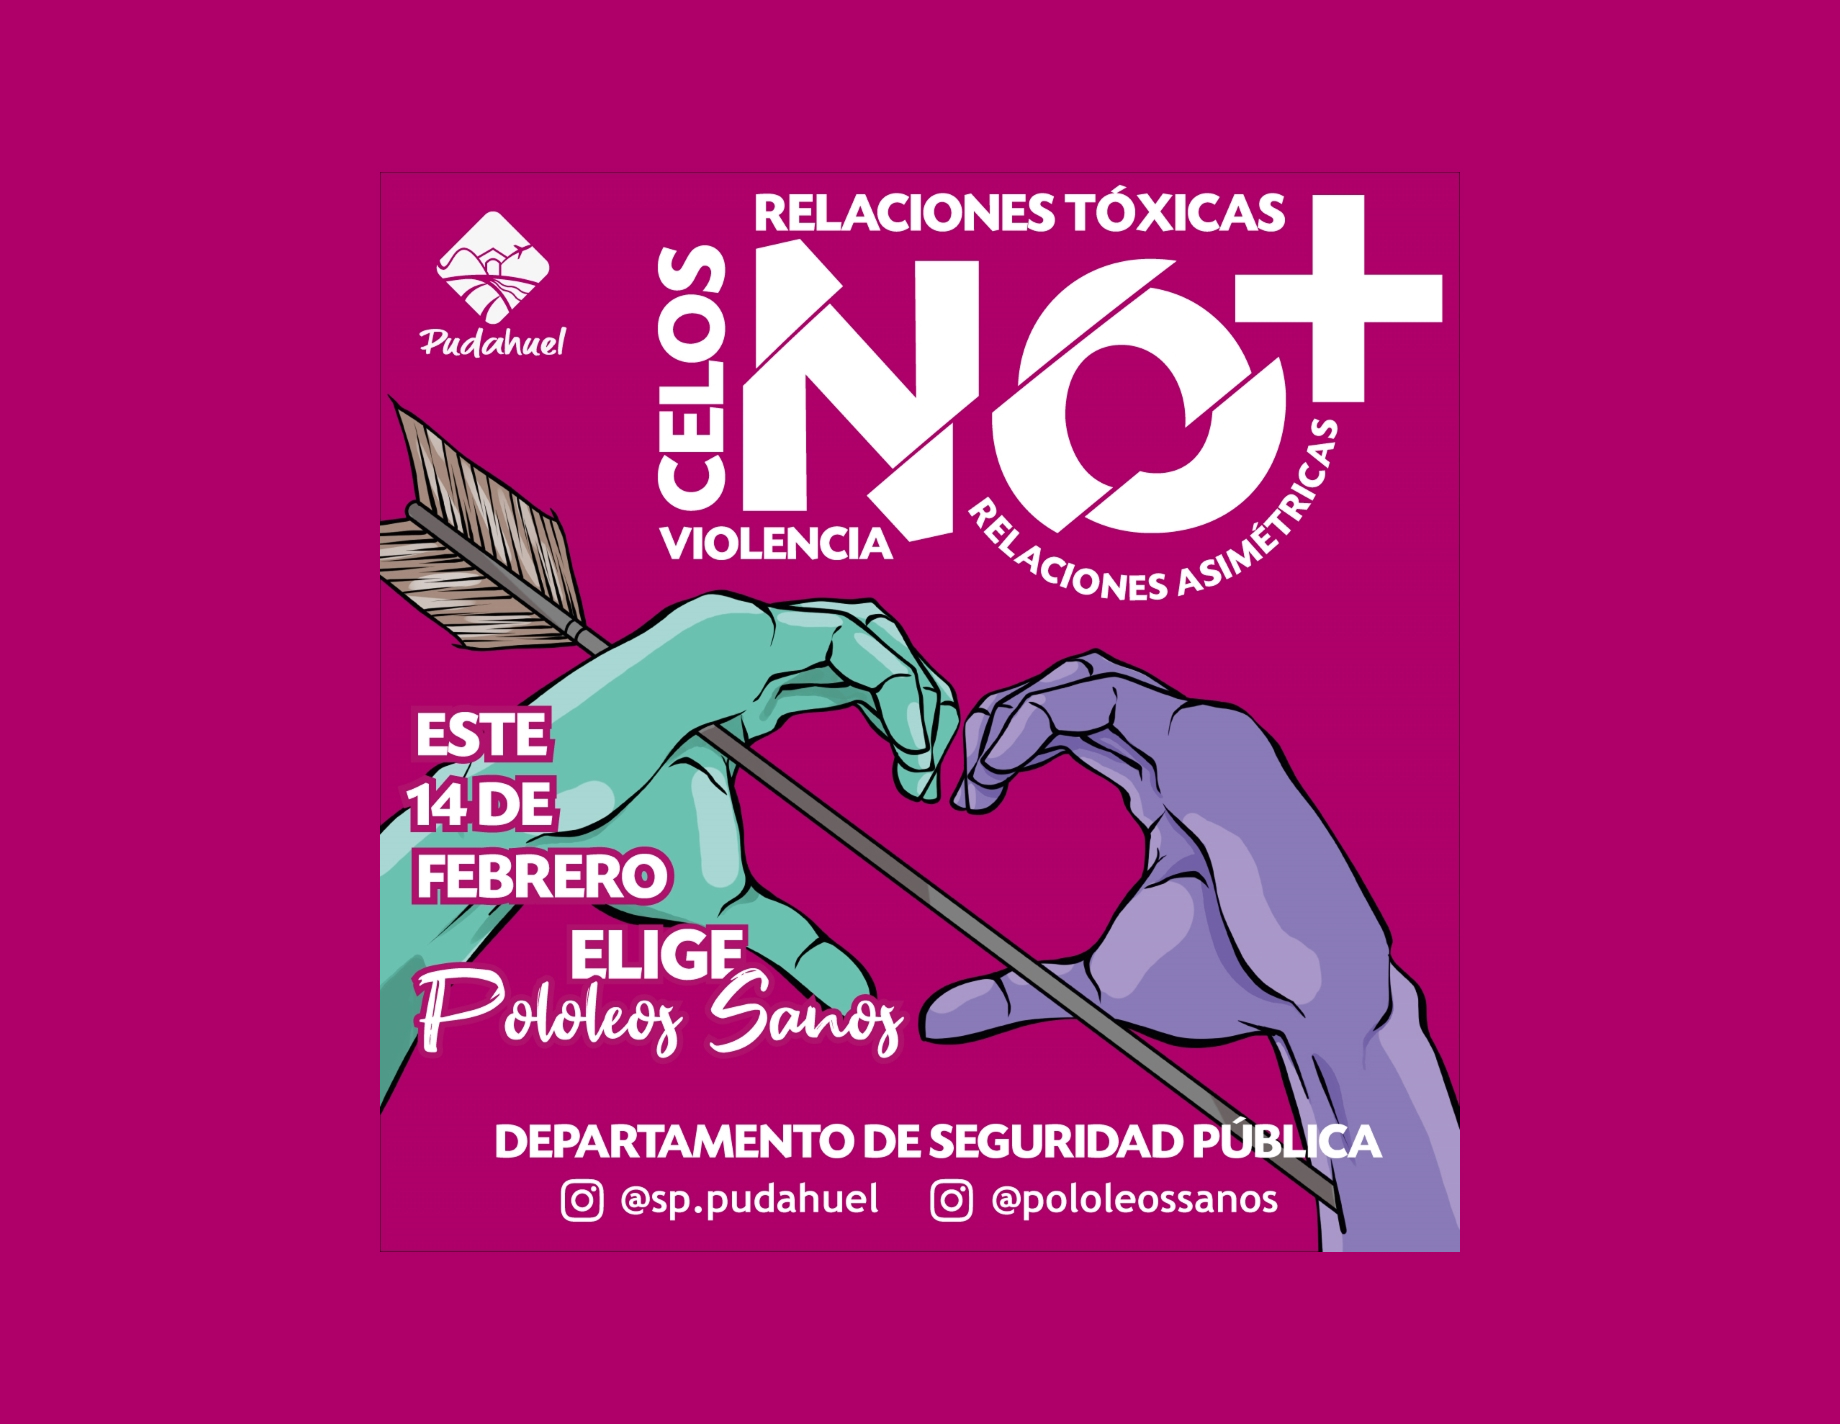 Pudahuel
RELACIONES TÓXICAS
CELOS
NO+
VIOLENCIA
RELACIONES ASIMÉTRICAS
ESTE
14 DE
FEBRERO
ELIGE
Pololeos Sanos
DEPARTAMENTO DE SEGURIDAD PÚBLICA
@sp.pudahuel @pololeossanos